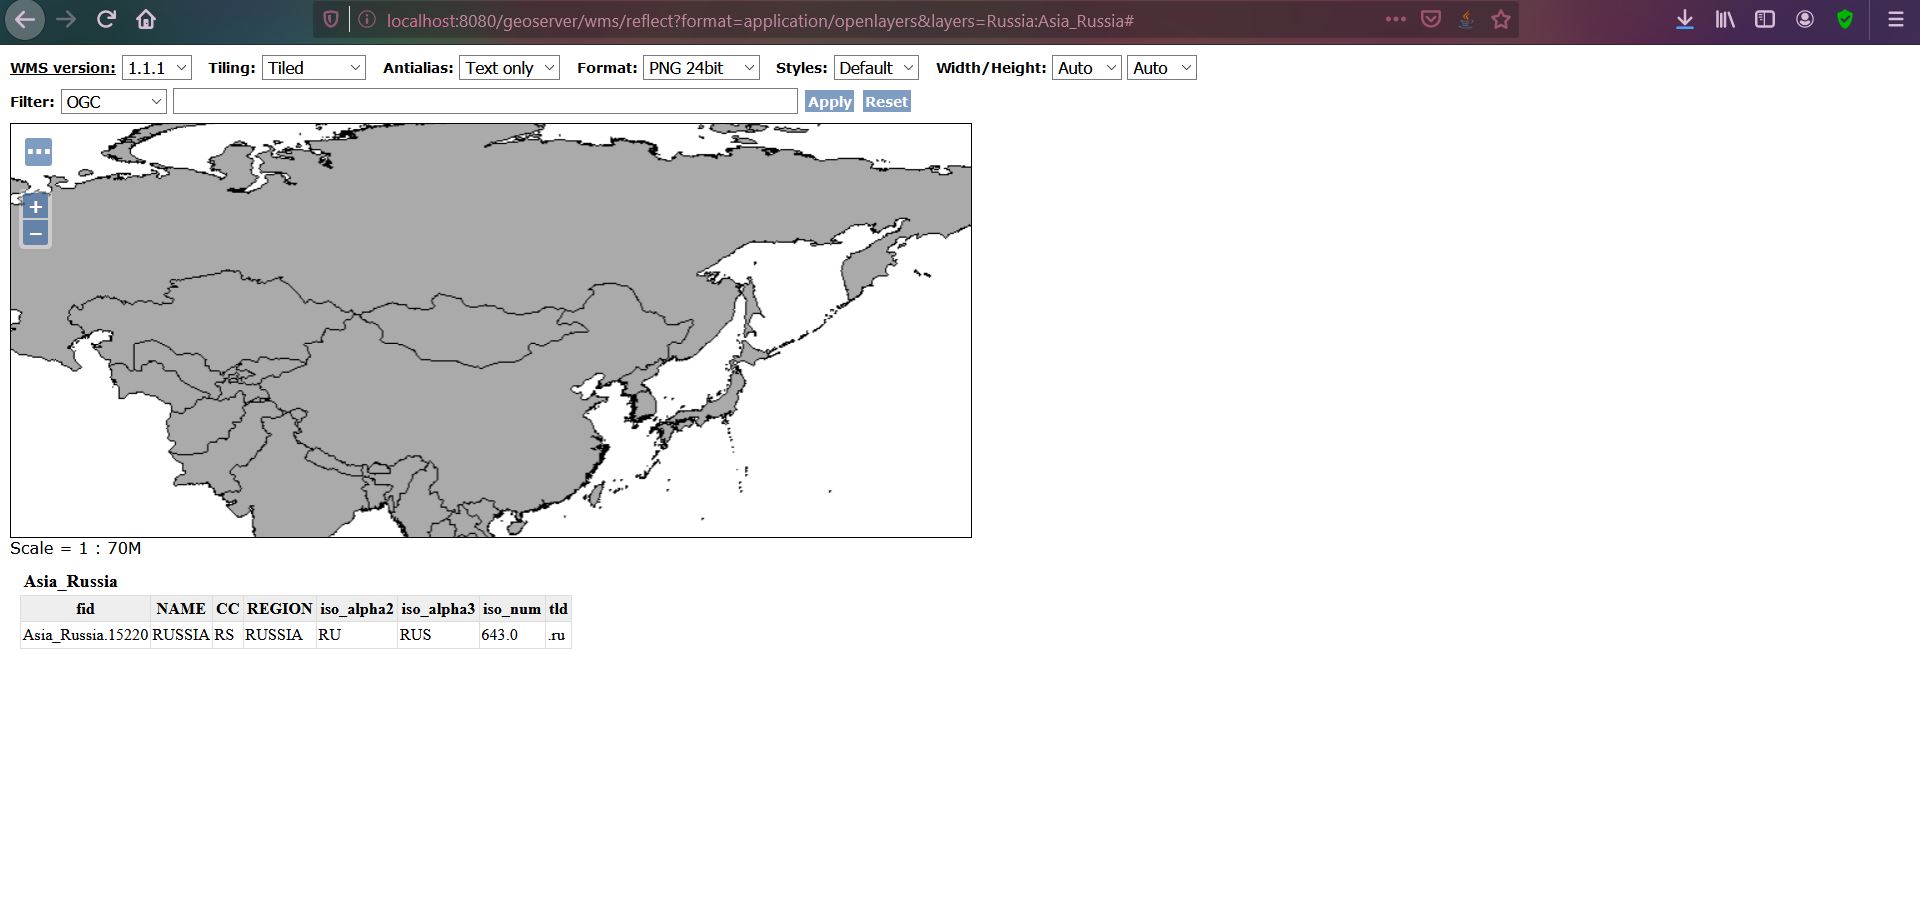 localhost:8080/geoserver/wms/reflect?format=application/openlayers&layers=Russia:Asia_Russia#
WMS version: 1.1.1 Tiling: Tiled Antialias: Text only Format: PNG 24bit Styles: Default Width/Height: Auto Auto
Filter: OGC Apply Reset
...
+
−
Scale = 1 : 70M
Asia_Russia
fid NAME CC REGION iso_alpha2 iso_alpha3 iso_num tld
Asia_Russia.15220 RUSSIA RS RUSSIA RU RUS 643.0 .ru